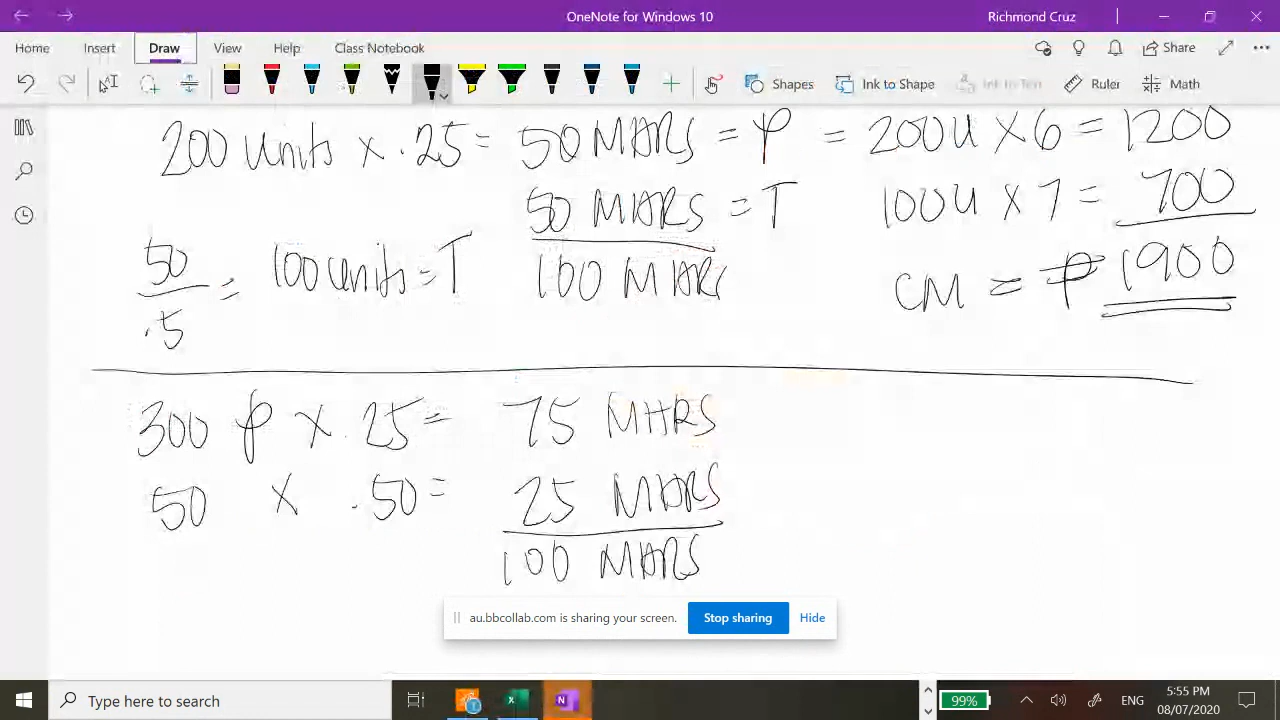 OneNote for Windows 10
Richmond Cruz
Home Insert Draw View Help Class Notebook
Share
Shapes Ink to Shape Ink to Text Ruler Math
200 Units x .25 = 50 MHRS = P = 200U X 6 = 1200
50 MHRS = T 100U X 7 = 700
50/.5 = 100 units = T 100 MHRS CM = ₱ 1900
300 P X .25 = 75 MHRS
50 X .50 = 25 MHRS
100 MHRS
au.bbcollab.com is sharing your screen. Stop sharing Hide
Type here to search
99%
ENG
5:55 PM
08/07/2020